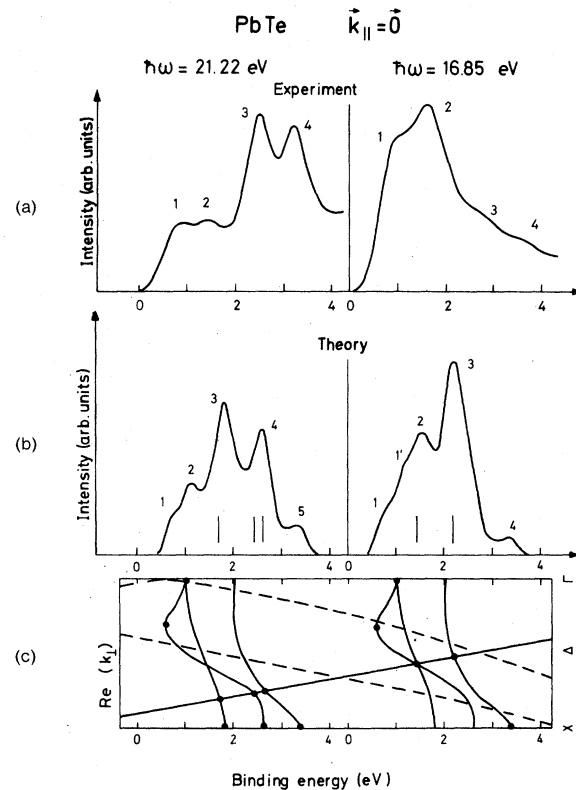 PbTe k⃗|| = 0⃗
ħω = 21.22 eV ħω = 16.85 eV
Experiment
(a)
Intensity (arb. units)
1 2 3 4
1 2 3 4
0 2 4 0 2 4
Theory
(b)
Intensity (arb. units)
1 2 3 4 5
1 1' 2 3 4
0 2 4 0 2 4
(c)
Re (k⊥)
Γ
Δ
X
0 2 4 0 2 4
Binding energy (eV)